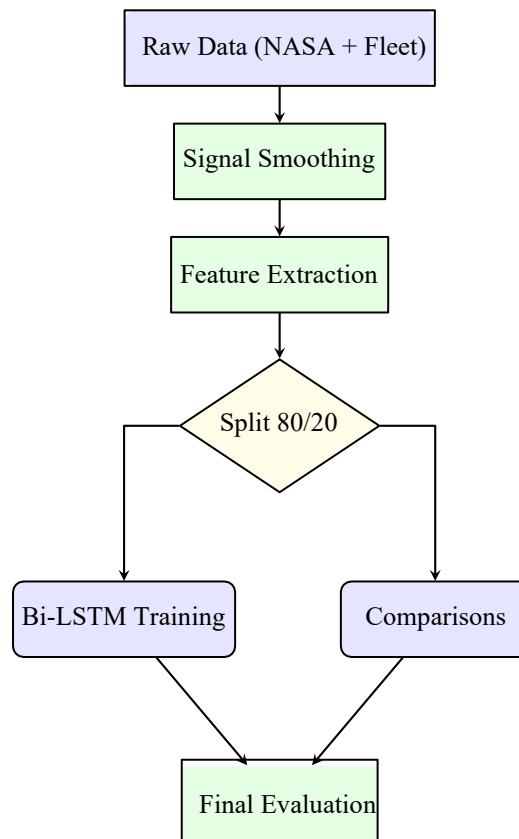 Raw Data (NASA + Fleet)
Signal Smoothing
Feature Extraction
Split 80/20
Bi-LSTM Training
Comparisons
Final Evaluation